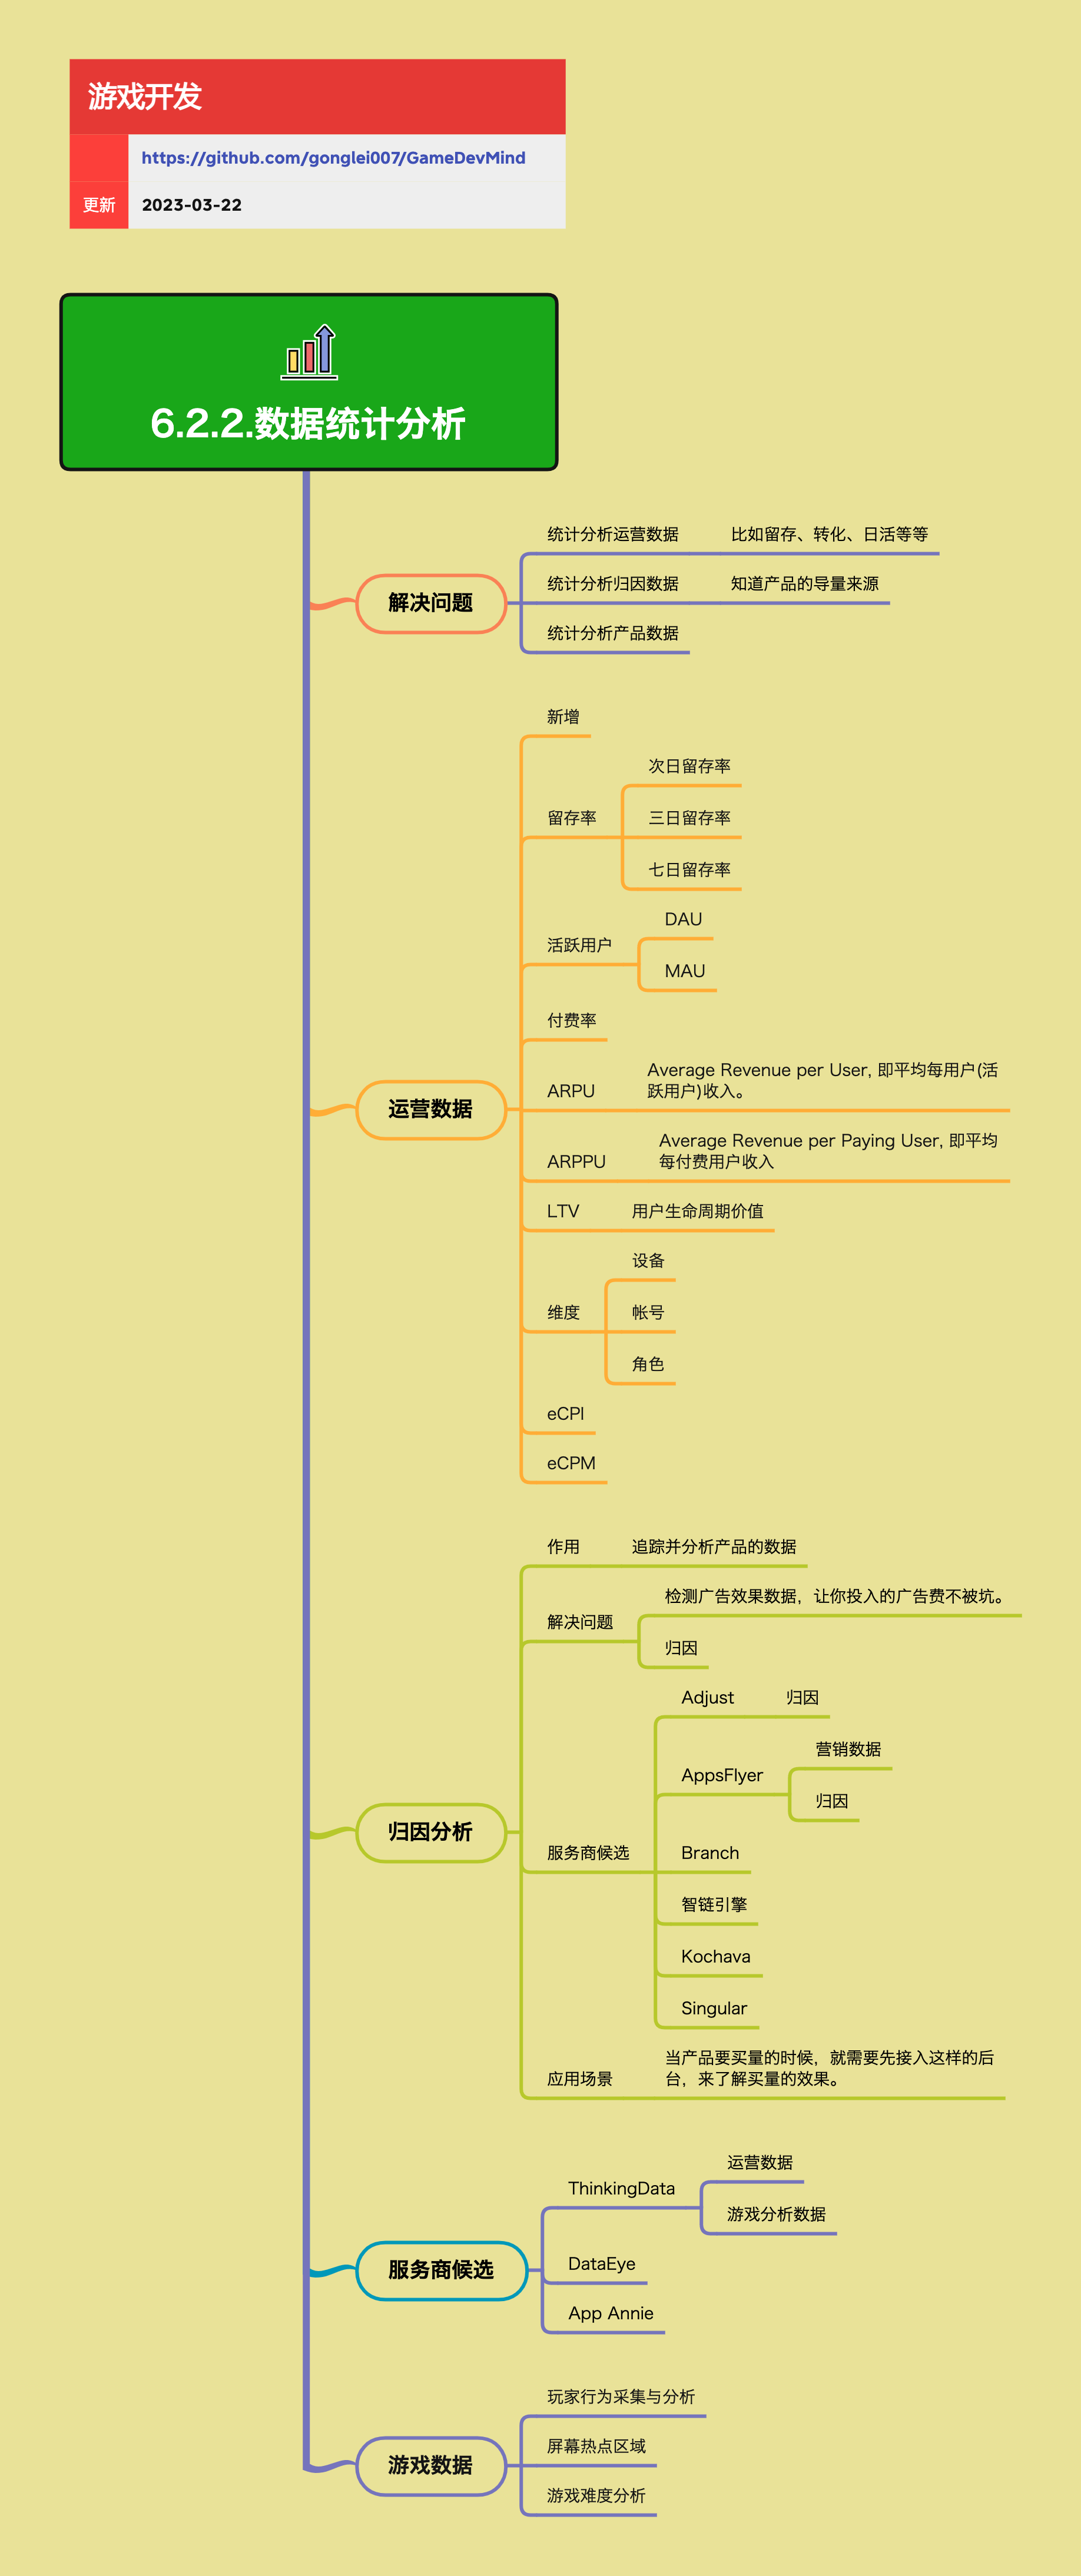 游戏开发
https://github.com/gonglei007/GameDevMind
更新
2023-03-22
6.2.2.数据统计分析
解决问题
统计分析运营数据
比如留存、转化、日活等等
统计分析归因数据
知道产品的导量来源
统计分析产品数据
运营数据
新增
留存率
次日留存率
三日留存率
七日留存率
活跃用户
DAU
MAU
付费率
ARPU
Average Revenue per User, 即平均每用户(活
跃用户)收入。
ARPPU
Average Revenue per Paying User, 即平均
每付费用户收入
LTV
用户生命周期价值
维度
设备
帐号
角色
eCPI
eCPM
归因分析
作用
追踪并分析产品的数据
解决问题
检测广告效果数据，让你投入的广告费不被坑。
归因
服务商候选
Adjust
归因
AppsFlyer
营销数据
归因
Branch
智链引擎
Kochava
Singular
应用场景
当产品要买量的时候，就需要先接入这样的后
台，来了解买量的效果。
服务商候选
ThinkingData
运营数据
游戏分析数据
DataEye
App Annie
游戏数据
玩家行为采集与分析
屏幕热点区域
游戏难度分析